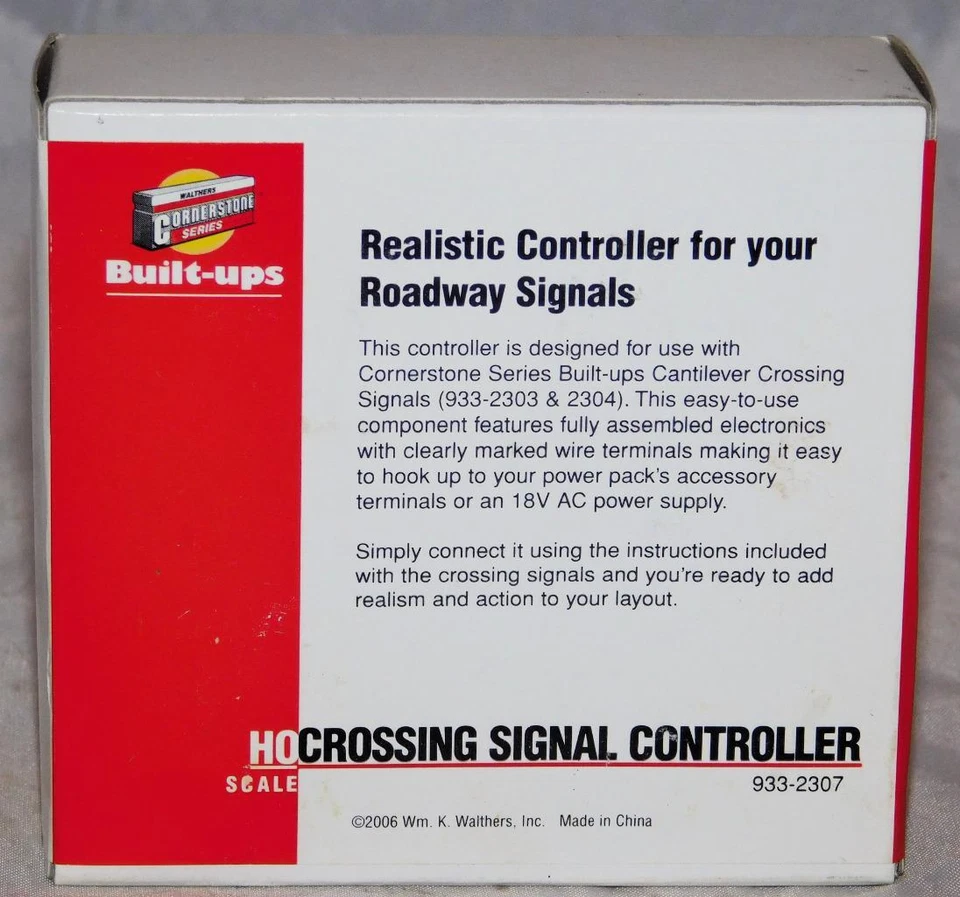 WALTHERS
CORNERSTONE
SERIES
Built-ups
Realistic Controller for your
Roadway Signals
This controller is designed for use with
Cornerstone Series Built-ups Cantilever Crossing
Signals (933-2303 & 2304). This easy-to-use
component features fully assembled electronics
with clearly marked wire terminals making it easy
to hook up to your power pack's accessory
terminals or an 18V AC power supply.
Simply connect it using the instructions included
with the crossing signals and you're ready to add
realism and action to your layout.
HO CROSSING SIGNAL CONTROLLER
SCALE 933-2307
©2006 Wm. K. Walthers, Inc. Made in China